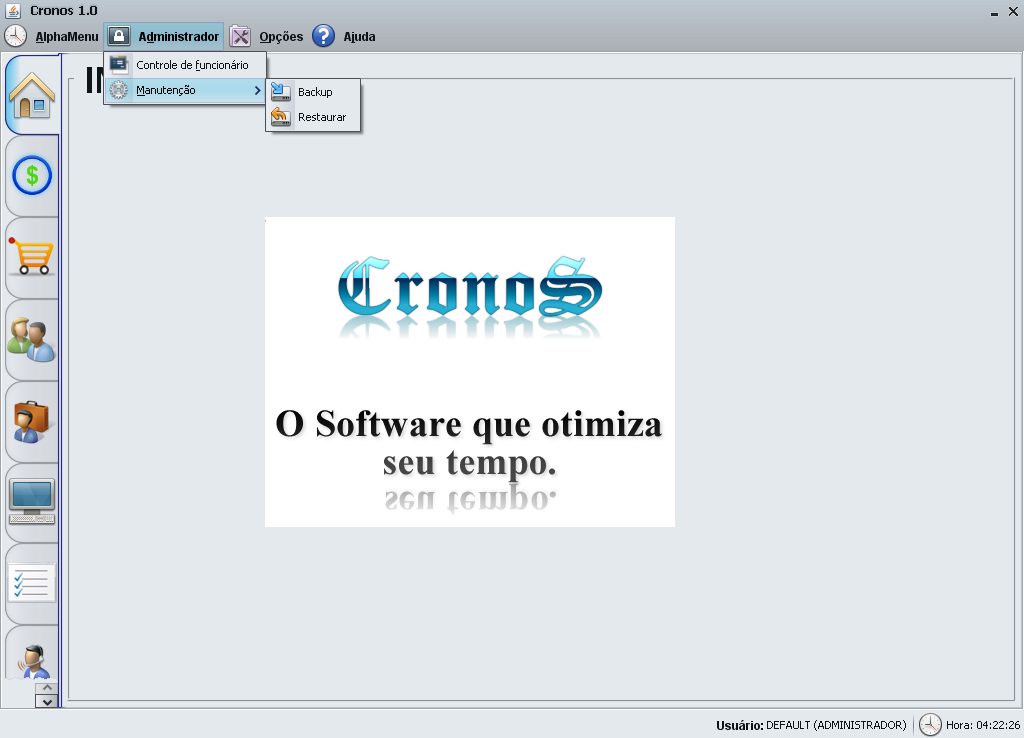 Cronos 1.0
AlphaMenu Administrador Opções Ajuda
Controle de funcionário
Manutenção
Backup
Restaurar
CronoS
O Software que otimiza
seu tempo.
Usuário: DEFAULT (ADMINISTRADOR) Hora: 04:22:26